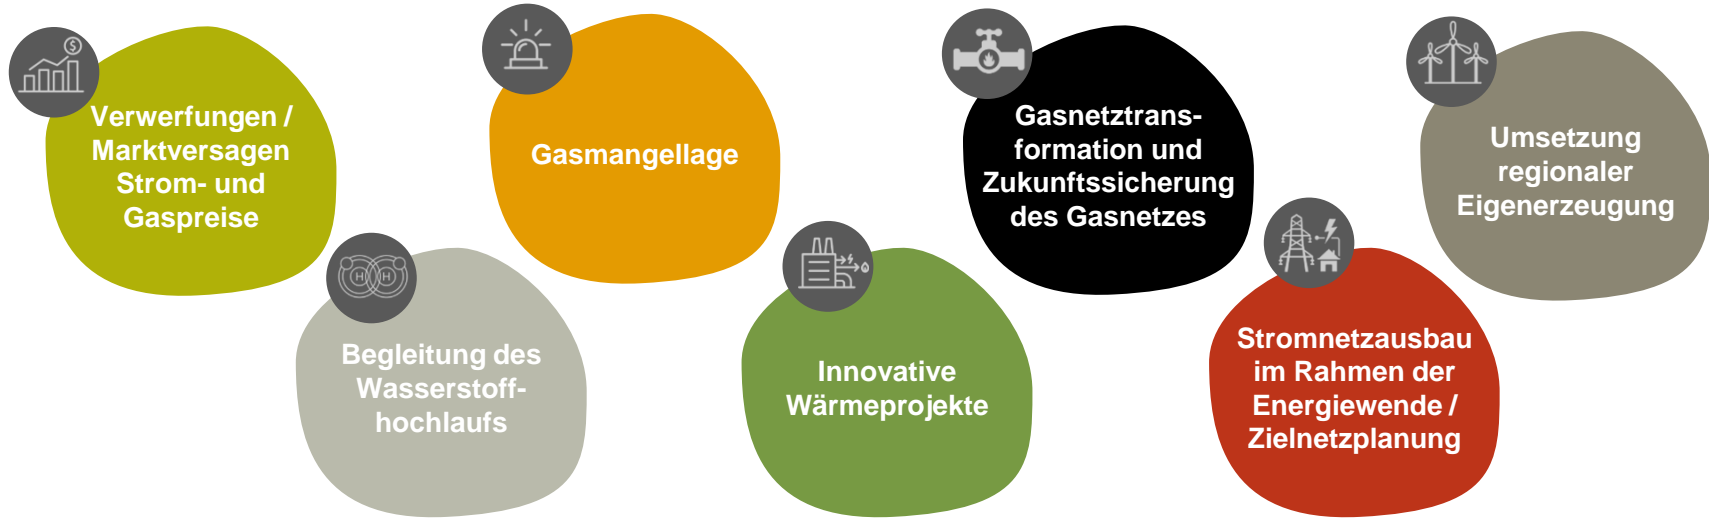 Verwerfungen /
Marktversagen
Strom- und
Gaspreise
Begleitung des
Wasserstoff-
hochlaufs
H H
Gasmangellage
Innovative
Wärmeprojekte
Gasnetztrans-
formation und
Zukunftssicherung
des Gasnetzes
Stromnetzausbau
im Rahmen der
Energiewende /
Zielnetzplanung
Umsetzung
regionaler
Eigenerzeugung
$